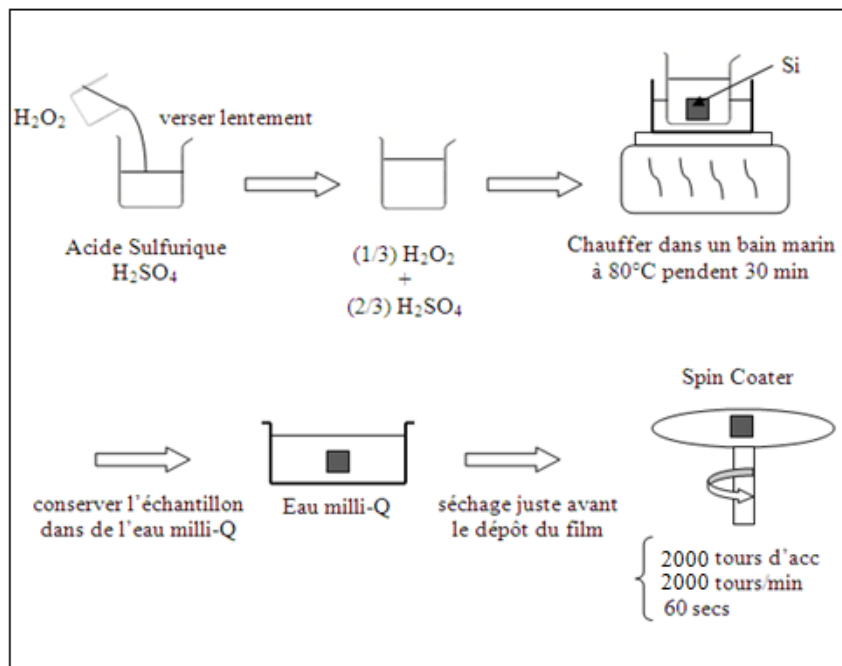 H₂O₂
verser lentement
Acide Sulfurique
H₂SO₄
(1/3) H₂O₂
+
(2/3) H₂SO₄
Si
Chauffer dans un bain marin
à 80°C pendent 30 min
conserver l'échantillon
dans de l'eau milli-Q
Eau milli-Q
séchage juste avant
le dépôt du film
Spin Coater
2000 tours d'acc
2000 tours/min
60 secs